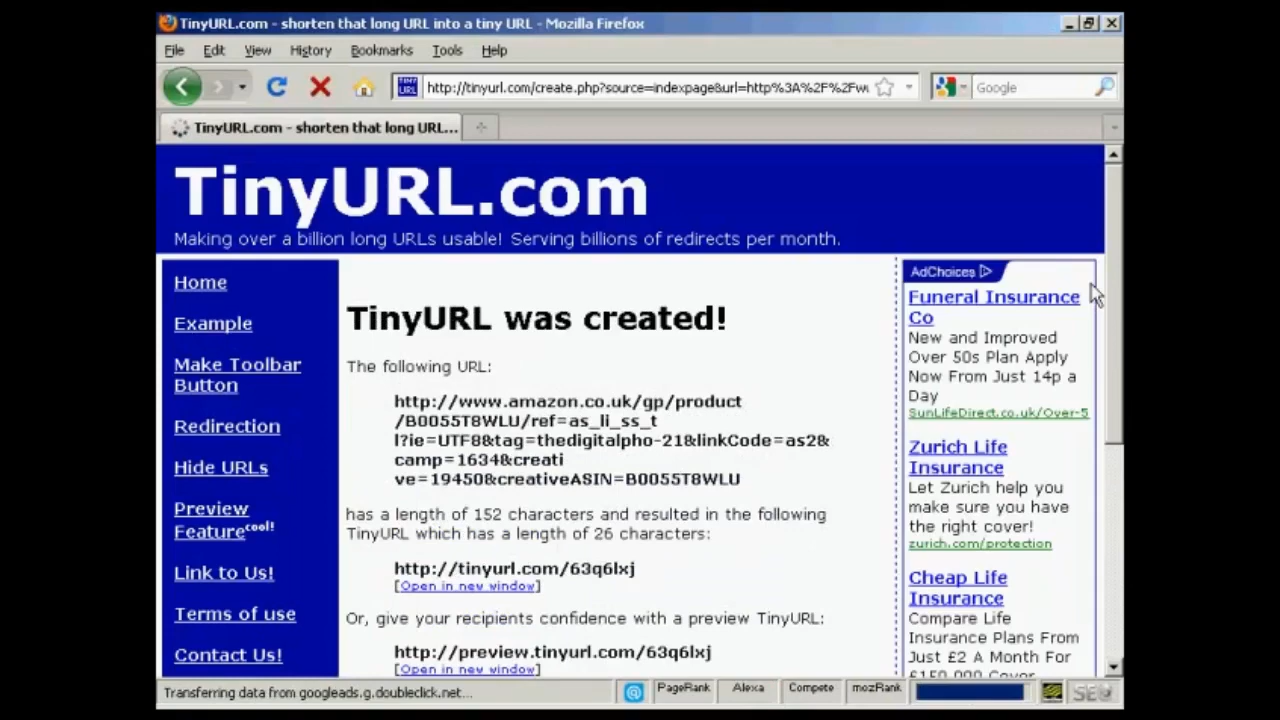 TinyURL.com - shorten that long URL into a tiny URL - Mozilla Firefox
File Edit View History Bookmarks Tools Help
TINY URL http://tinyurl.com/create.php?source=indexpage&url=http%3A%2F%2Fw Google
TinyURL.com - shorten that long URL...
TinyURL.com
Making over a billion long URLs usable! Serving billions of redirects per month.
Home
Example
Make Toolbar
Button
Redirection
Hide URLs
Preview
Feature cool!
Link to Us!
Terms of use
Contact Us!
TinyURL was created!
The following URL:
http://www.amazon.co.uk/gp/product
/B0055T8WLU/ref=as_li_ss_t
l?ie=UTF8&tag=thedigitalpho-21&linkCode=as2&
camp=1634&creati
ve=19450&creativeASIN=B0055T8WLU
has a length of 152 characters and resulted in the following
TinyURL which has a length of 26 characters:
http://tinyurl.com/63q6lxj
[Open in new window]
Or, give your recipients confidence with a preview TinyURL:
http://preview.tinyurl.com/63q6lxj
[Open in new window]
AdChoices
Funeral Insurance
Co
New and Improved
Over 50s Plan Apply
Now From Just 14p a
Day
SunLifeDirect.co.uk/Over-5
Zurich Life
Insurance
Let Zurich help you
make sure you have
the right cover!
zurich.com/protection
Cheap Life
Insurance
Compare Life
Insurance Plans From
Just £2 A Month For
£150,000 Cover
Transferring data from googleads.g.doubleclick.net... PageRank Alexa Compete mozRank SEO